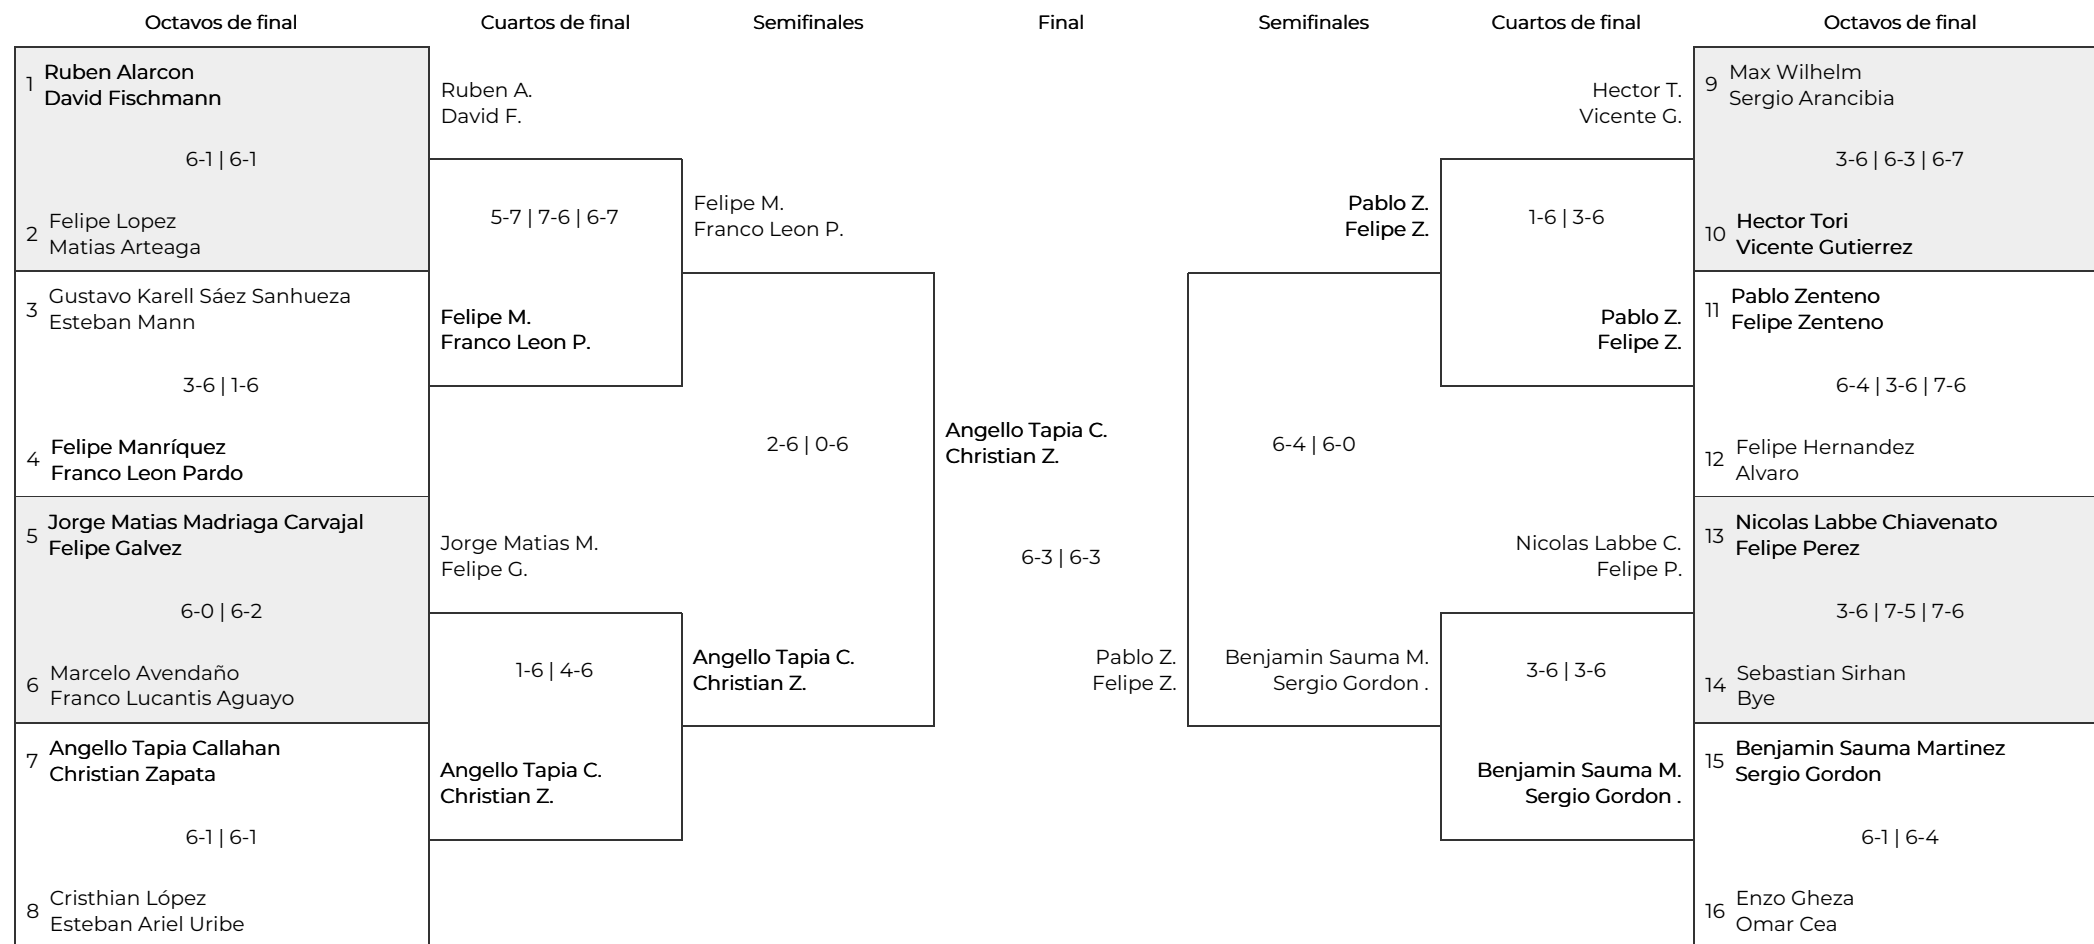 Octavos de final
Cuartos de final
Semifinales
Final
Semifinales
Cuartos de final
Octavos de final
1
Ruben Alarcon
David Fischmann
6-1 | 6-1
2
Felipe Lopez
Matias Arteaga
3
Gustavo Karell Sáez Sanhueza
Esteban Mann
3-6 | 1-6
4
Felipe Manríquez
Franco Leon Pardo
5
Jorge Matias Madriaga Carvajal
Felipe Galvez
6-0 | 6-2
6
Marcelo Avendaño
Franco Lucantis Aguayo
7
Angello Tapia Callahan
Christian Zapata
6-1 | 6-1
8
Cristhian López
Esteban Ariel Uribe
Ruben A.
David F.
5-7 | 7-6 | 6-7
Felipe M.
Franco Leon P.
Jorge Matias M.
Felipe G.
1-6 | 4-6
Angello Tapia C.
Christian Z.
Felipe M.
Franco Leon P.
2-6 | 0-6
Angello Tapia C.
Christian Z.
Angello Tapia C.
Christian Z.
6-3 | 6-3
Pablo Z.
Felipe Z.
Pablo Z.
Felipe Z.
6-4 | 6-0
Benjamin Sauma M.
Sergio Gordon .
Hector T.
Vicente G.
1-6 | 3-6
Pablo Z.
Felipe Z.
Nicolas Labbe C.
Felipe P.
3-6 | 3-6
Benjamin Sauma M.
Sergio Gordon .
9
Max Wilhelm
Sergio Arancibia
3-6 | 6-3 | 6-7
10
Hector Tori
Vicente Gutierrez
11
Pablo Zenteno
Felipe Zenteno
6-4 | 3-6 | 7-6
12
Felipe Hernandez
Alvaro
13
Nicolas Labbe Chiavenato
Felipe Perez
3-6 | 7-5 | 7-6
14
Sebastian Sirhan
Bye
15
Benjamin Sauma Martinez
Sergio Gordon
6-1 | 6-4
16
Enzo Gheza
Omar Cea